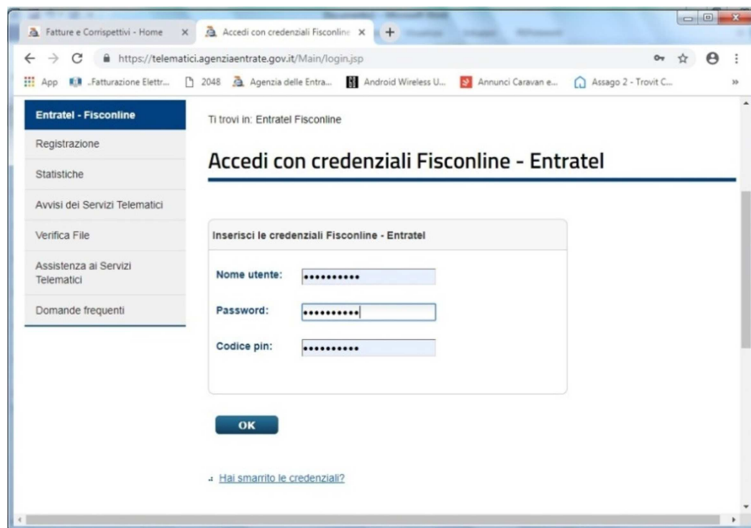 Fatture e Corrispettivi - Home
Accedi con credenziali Fisconline
https://telematici.agenziaentrate.gov.it/Main/login.jsp
App
.Fatturazione Elettr...
2048
Agenzia delle Entra...
Android Wireless U...
Annunci Caravan e...
Assago 2 - Trovit C...
Entratel - Fisconline
Registrazione
Statistiche
Avvisi dei Servizi Telematici
Verifica File
Assistenza ai Servizi
Telematici
Domande frequenti
Ti trovi in: Entratel Fisconline
Accedi con credenziali Fisconline - Entratel
Inserisci le credenziali Fisconline - Entratel
Nome utente: ••••••••••
Password: ••••••••••
Codice pin: ••••••••••
OK
Hai smarrito le credenziali?